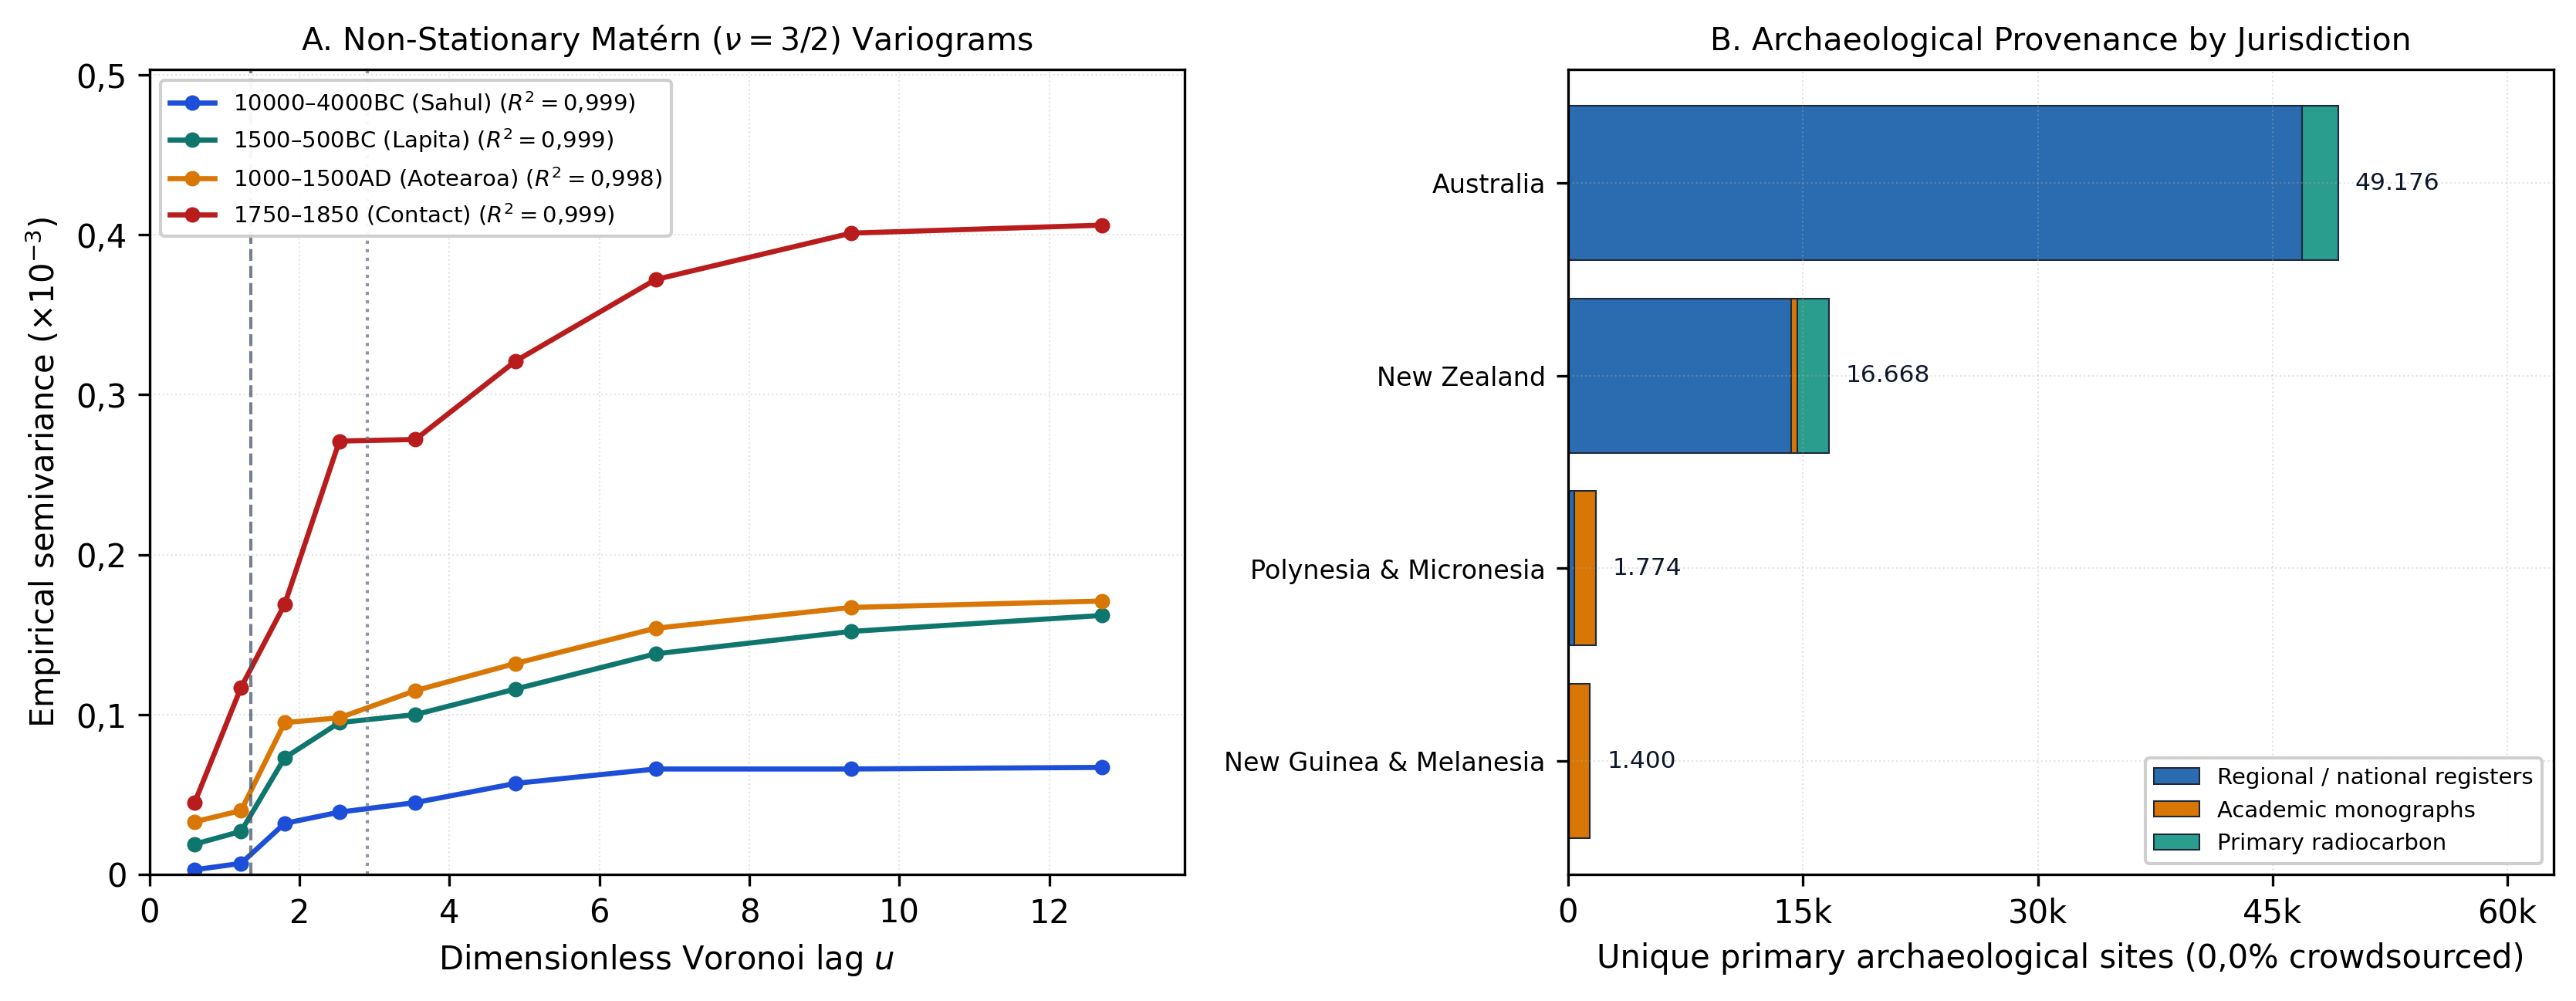 A. Non-Stationary Matérn (ν = 3/2) Variograms
0,5
0,4
0,3
0,2
0,1
0
Empirical semivariance (×10⁻³)
10000–4000BC (Sahul) (R² = 0,999)
1500–500BC (Lapita) (R² = 0,999)
1000–1500AD (Aotearoa) (R² = 0,998)
1750–1850 (Contact) (R² = 0,999)
0 2 4 6 8 10 12
Dimensionless Voronoi lag u
B. Archaeological Provenance by Jurisdiction
Australia
49.176
New Zealand
16.668
Polynesia & Micronesia
1.774
New Guinea & Melanesia
1.400
Regional / national registers
Academic monographs
Primary radiocarbon
0 15k 30k 45k 60k
Unique primary archaeological sites (0,0% crowdsourced)